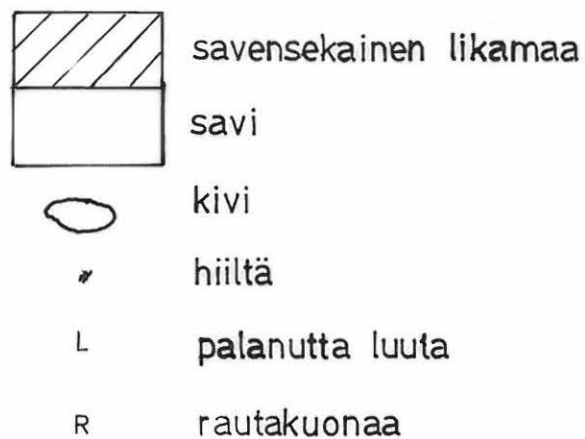 savensekainen likamaa
savi
kivi
hiiltä
L palanutta luuta
R rautakuonaa